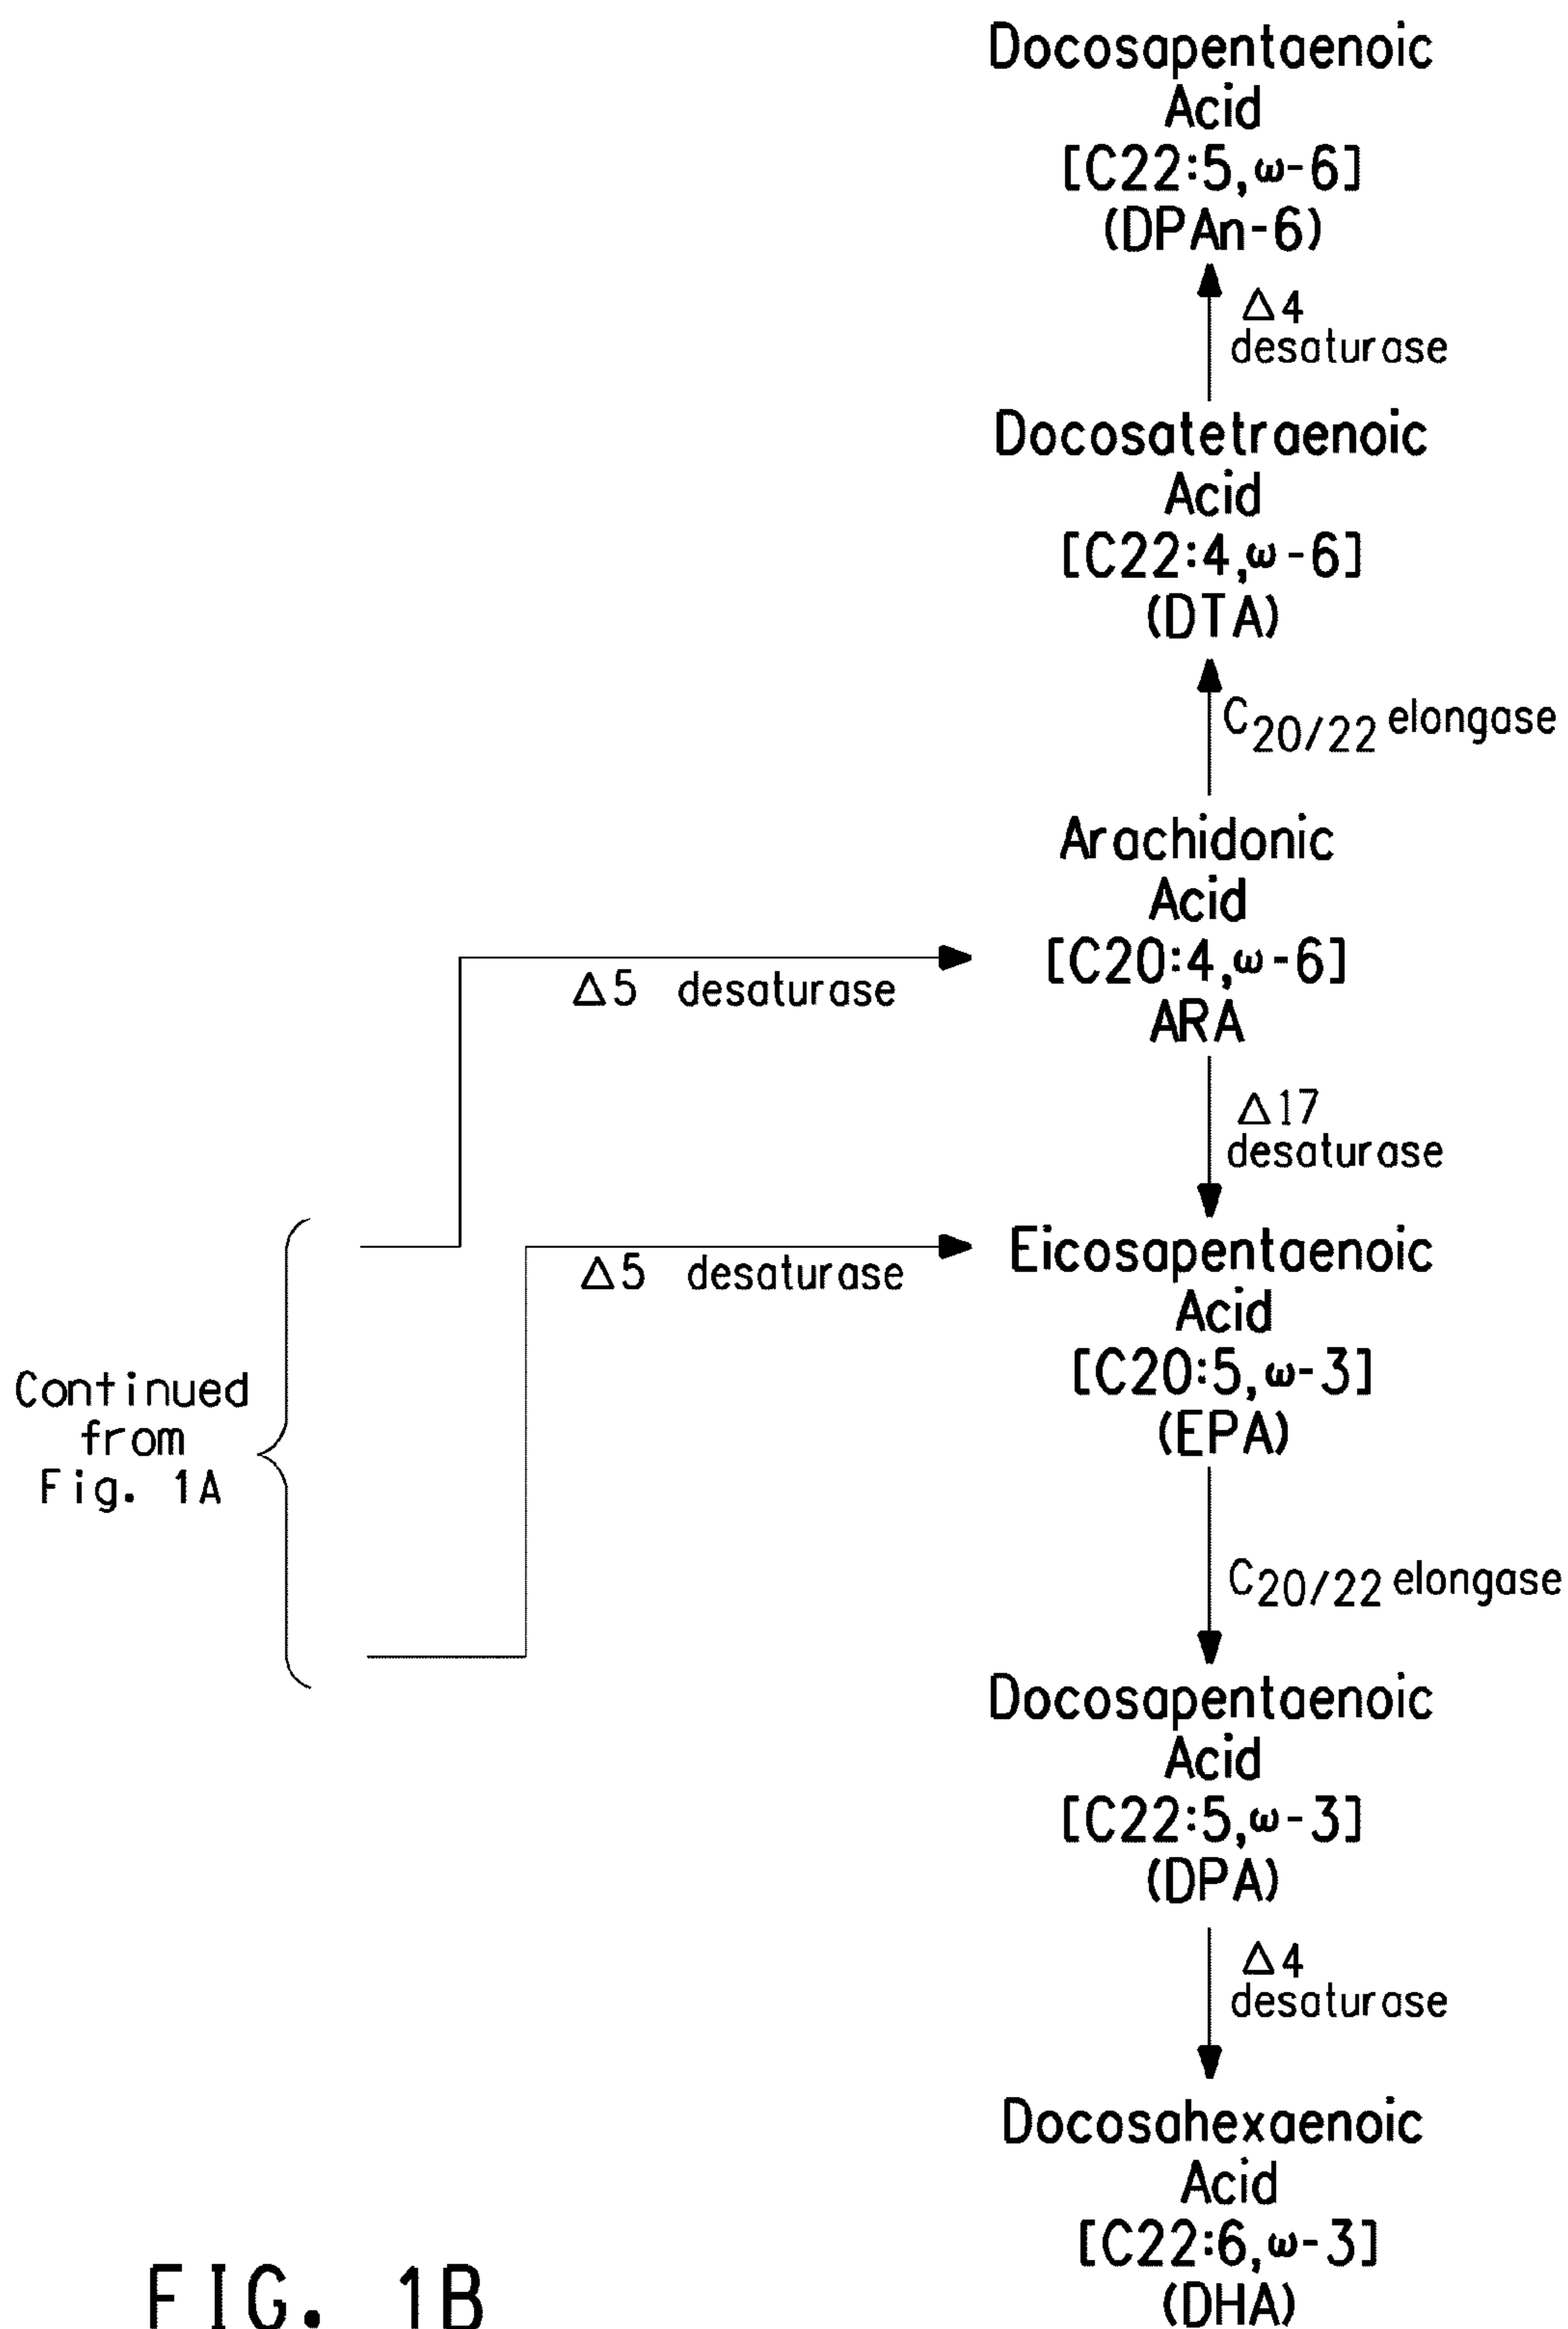 Docosapentaenoic
Acid
[C22:5,ω-6]
(DPAn-6)
Δ4
desaturase
Docosatetraenoic
Acid
[C22:4,ω-6]
(DTA)
C20/22 elongase
Arachidonic
Acid
[C20:4,ω-6]
ARA
Δ5 desaturase
Δ17
desaturase
Eicosapentaenoic
Acid
[C20:5,ω-3]
(EPA)
Δ5 desaturase
Continued
from
Fig. 1A
C20/22 elongase
Docosapentaenoic
Acid
[C22:5,ω-3]
(DPA)
Δ4
desaturase
Docosahexaenoic
Acid
[C22:6,ω-3]
(DHA)
FIG. 1B